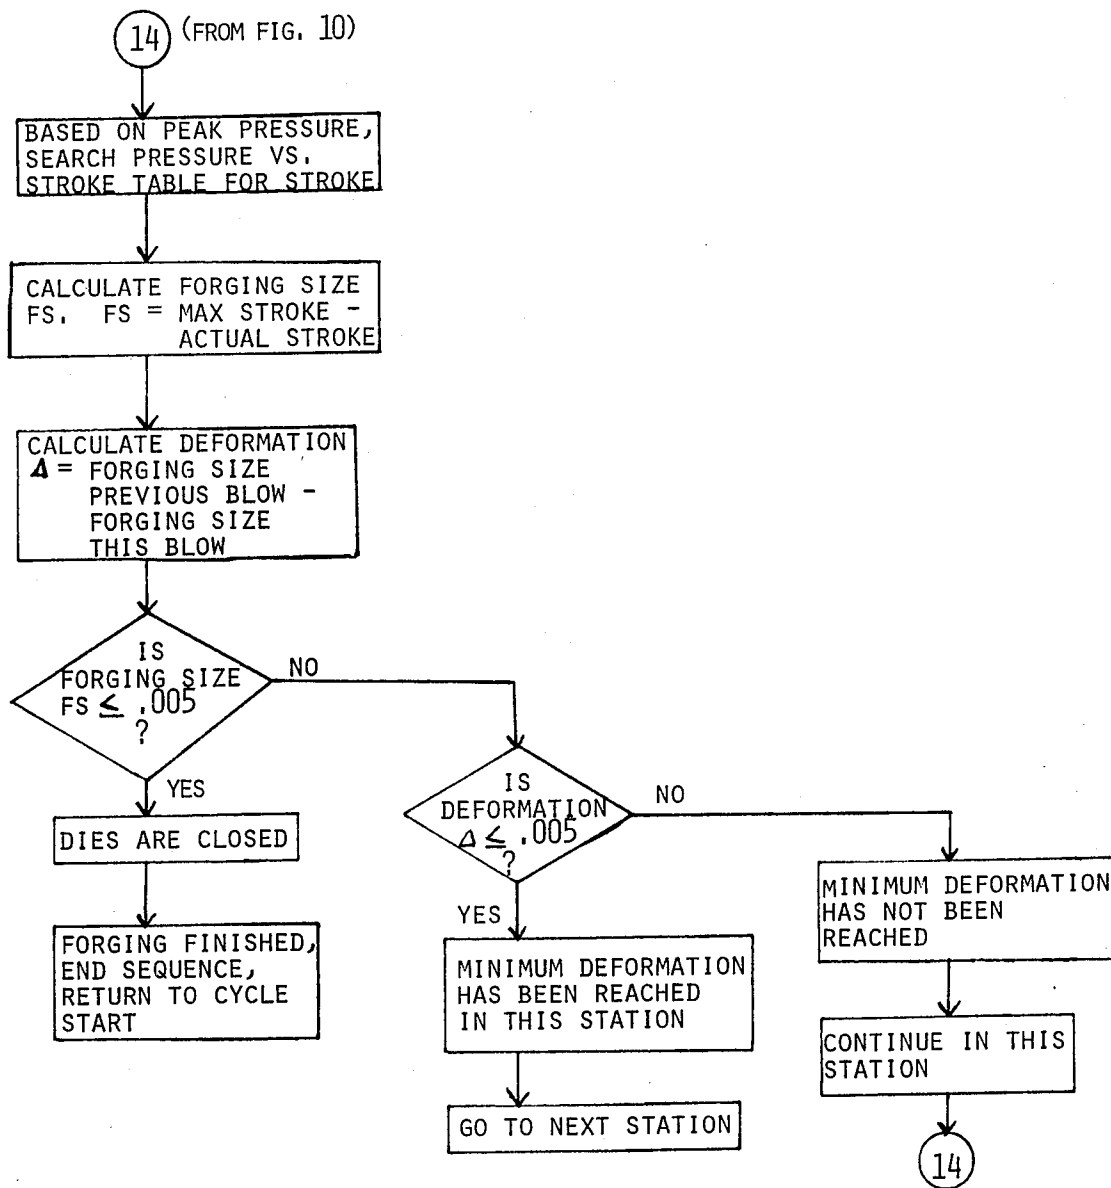 14 (FROM FIG. 10)
BASED ON PEAK PRESSURE,
SEARCH PRESSURE VS.
STROKE TABLE FOR STROKE
CALCULATE FORGING SIZE
FS. FS = MAX STROKE -
ACTUAL STROKE
CALCULATE DEFORMATION
Δ = FORGING SIZE
PREVIOUS BLOW -
FORGING SIZE
THIS BLOW
IS
FORGING SIZE
FS ≤ .005
?
NO
YES
DIES ARE CLOSED
FORGING FINISHED,
END SEQUENCE,
RETURN TO CYCLE
START
IS
DEFORMATION
Δ ≤ .005
?
NO
YES
MINIMUM DEFORMATION
HAS BEEN REACHED
IN THIS STATION
GO TO NEXT STATION
MINIMUM DEFORMATION
HAS NOT BEEN
REACHED
CONTINUE IN THIS
STATION
14